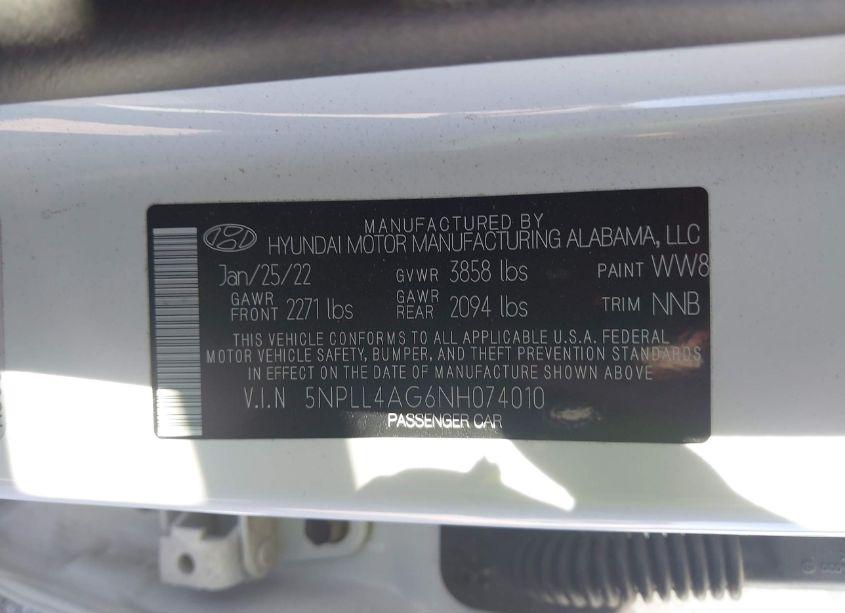 MANUFACTURED BY
HYUNDAI MOTOR MANUFACTURING ALABAMA, LLC
Jan/25/22 GVWR 3858 lbs PAINT WW8
GAWR FRONT 2271 lbs GAWR REAR 2094 lbs TRIM NNB
THIS VEHICLE CONFORMS TO ALL APPLICABLE U.S.A. FEDERAL
MOTOR VEHICLE SAFETY, BUMPER, AND THEFT PREVENTION STANDARDS
IN EFFECT ON THE DATE OF MANUFACTURE SHOWN ABOVE
V.I.N 5NPLL4AG6NH074010
PASSENGER CAR